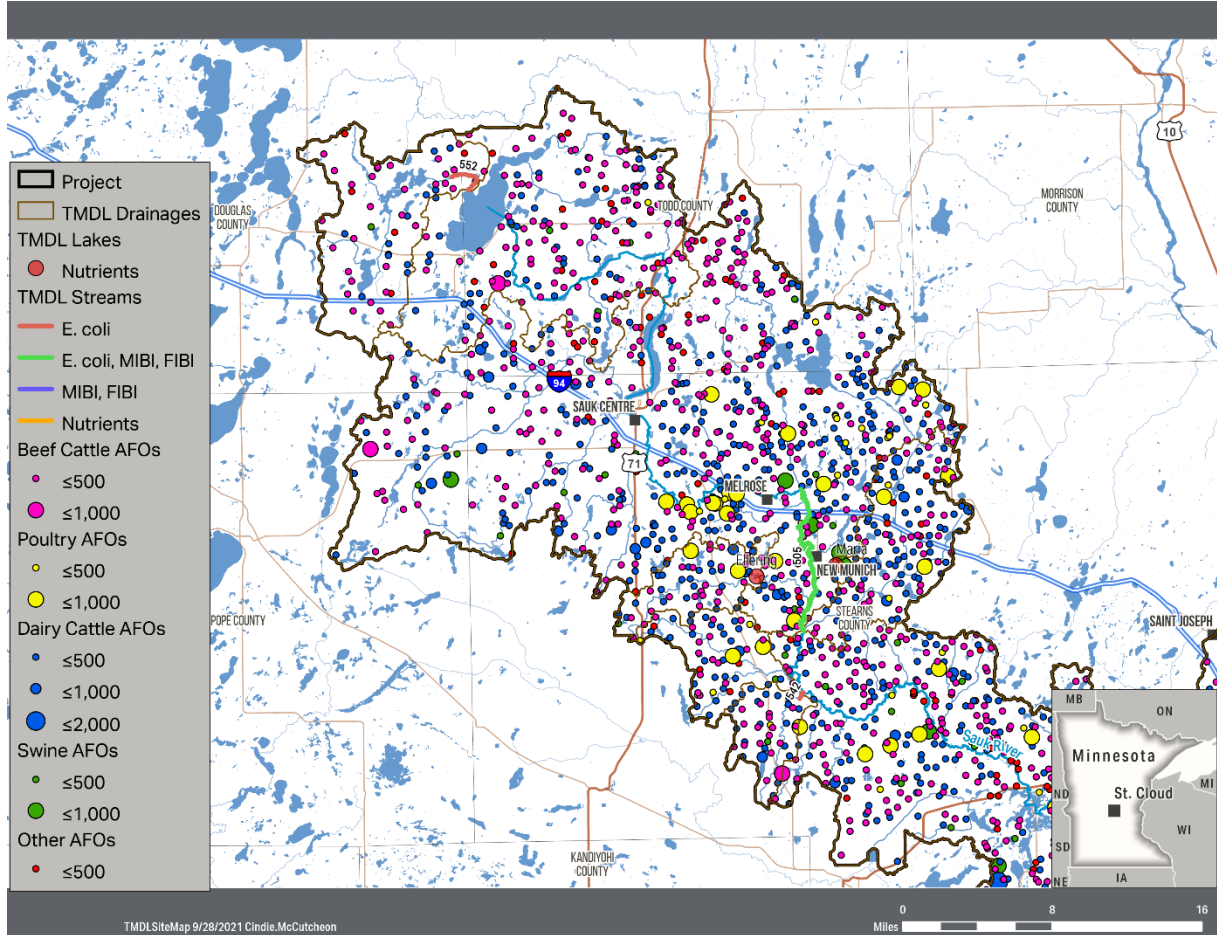 10
552
MORRISON
COUNTY
TODD COUNTY
DOUGLAS
COUNTY
Project
TMDL Drainages
TMDL Lakes
Nutrients
TMDL Streams
E. coli
E. coli, MIBI, FIBI
MIBI, FIBI
Nutrients
Beef Cattle AFOs
≤500
≤1,000
Poultry AFOs
≤500
≤1,000
Dairy Cattle AFOs
≤500
≤1,000
≤2,000
Swine AFOs
≤500
≤1,000
Other AFOs
≤500
94
SAUK CENTRE
71
MELROSE
505
Ellering
Maria
NEW MUNICH
STEARNS
COUNTY
POPE COUNTY
SAINT JOSEPH
542
Sauk River
KANDIYOHI
COUNTY
MB
ON
Minnesota
MI
St. Cloud
ND
WI
SD
NE
IA
TMDLSiteMap 9/28/2021 Cindie.McCutcheon
Miles
0
8
16